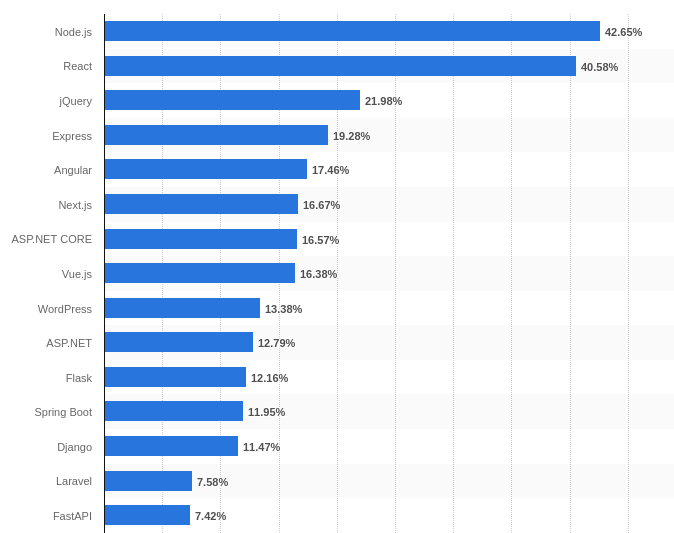 Node.js 42.65%
React 40.58%
jQuery 21.98%
Express 19.28%
Angular 17.46%
Next.js 16.67%
ASP.NET CORE 16.57%
Vue.js 16.38%
WordPress 13.38%
ASP.NET 12.79%
Flask 12.16%
Spring Boot 11.95%
Django 11.47%
Laravel 7.58%
FastAPI 7.42%